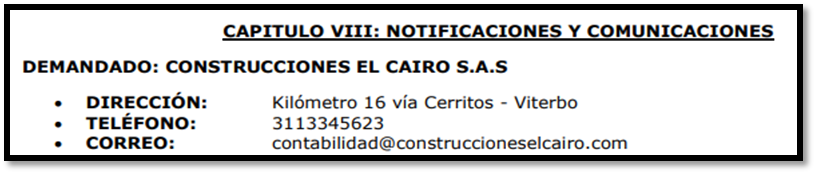 CAPITULO VIII: NOTIFICACIONES Y COMUNICACIONES
DEMANDADO: CONSTRUCCIONES EL CAIRO S.A.S
• DIRECCIÓN: Kilómetro 16 vía Cerritos - Viterbo
• TELÉFONO: 3113345623
• CORREO: contabilidad@construccioneselcairo.com